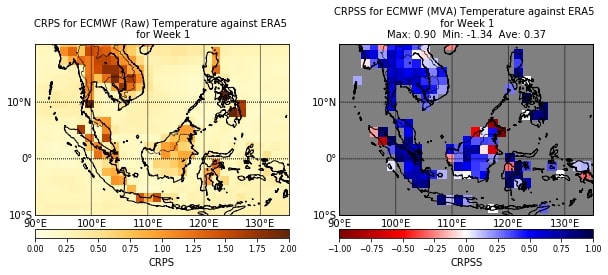 CRPS for ECMWF (Raw) Temperature against ERA5
for Week 1
10°N
0°
10°S
90°E 100°E 110°E 120°E 130°E
0.00 0.25 0.50 0.75 1.00 1.25 1.50 1.75 2.00
CRPS
CRPSS for ECMWF (MVA) Temperature against ERA5
for Week 1
Max: 0.90 Min: -1.34 Ave: 0.37
10°N
0°
10°S
90°E 100°E 110°E 120°E 130°E
−1.00 −0.75 −0.50 −0.25 0.00 0.25 0.50 0.75 1.00
CRPSS